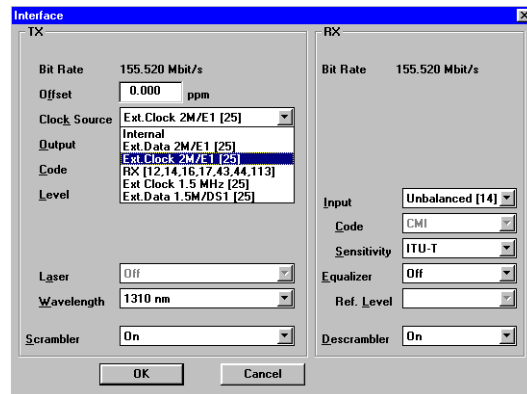 Interface
TX
Bit Rate 155.520 Mbit/s
Offset 0.000 ppm
Clock Source Ext.Clock 2M/E1 [25]
Internal
Ext.Data 2M/E1 [25]
Ext.Clock 2M/E1 [25]
RX [12,14,16,17,43,44,113]
Ext Clock 1.5 MHz [25]
Ext.Data 1.5M/DS1 [25]
Output
Code
Level
Laser Off
Wavelength 1310 nm
Scrambler On
RX
Bit Rate 155.520 Mbit/s
Input Unbalanced [14]
Code CMI
Sensitivity ITU-T
Equalizer Off
Ref. Level
Descrambler On
OK Cancel